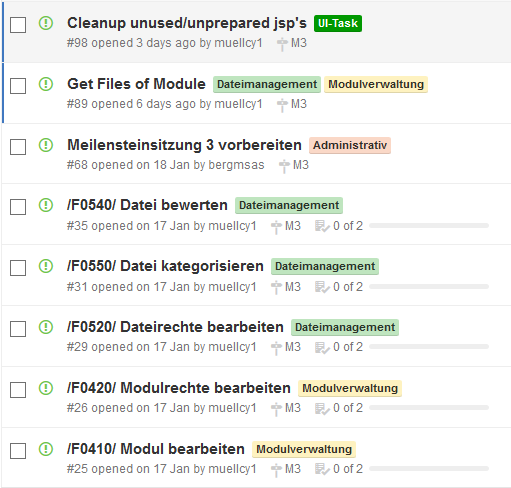 Cleanup unused/unprepared jsp's UI-Task
#98 opened 3 days ago by muellcy1 M3
Get Files of Module Dateimanagement Modulverwaltung
#89 opened 6 days ago by muellcy1 M3
Meilensteinsitzung 3 vorbereiten Administrativ
#68 opened on 18 Jan by bergmsas M3
/F0540/ Datei bewerten Dateimanagement
#35 opened on 17 Jan by muellcy1 M3 0 of 2
/F0550/ Datei kategorisieren Dateimanagement
#31 opened on 17 Jan by muellcy1 M3 0 of 2
/F0520/ Dateirechte bearbeiten Dateimanagement
#29 opened on 17 Jan by muellcy1 M3 0 of 2
/F0420/ Modulrechte bearbeiten Modulverwaltung
#26 opened on 17 Jan by muellcy1 M3 0 of 2
/F0410/ Modul bearbeiten Modulverwaltung
#25 opened on 17 Jan by muellcy1 M3 0 of 2